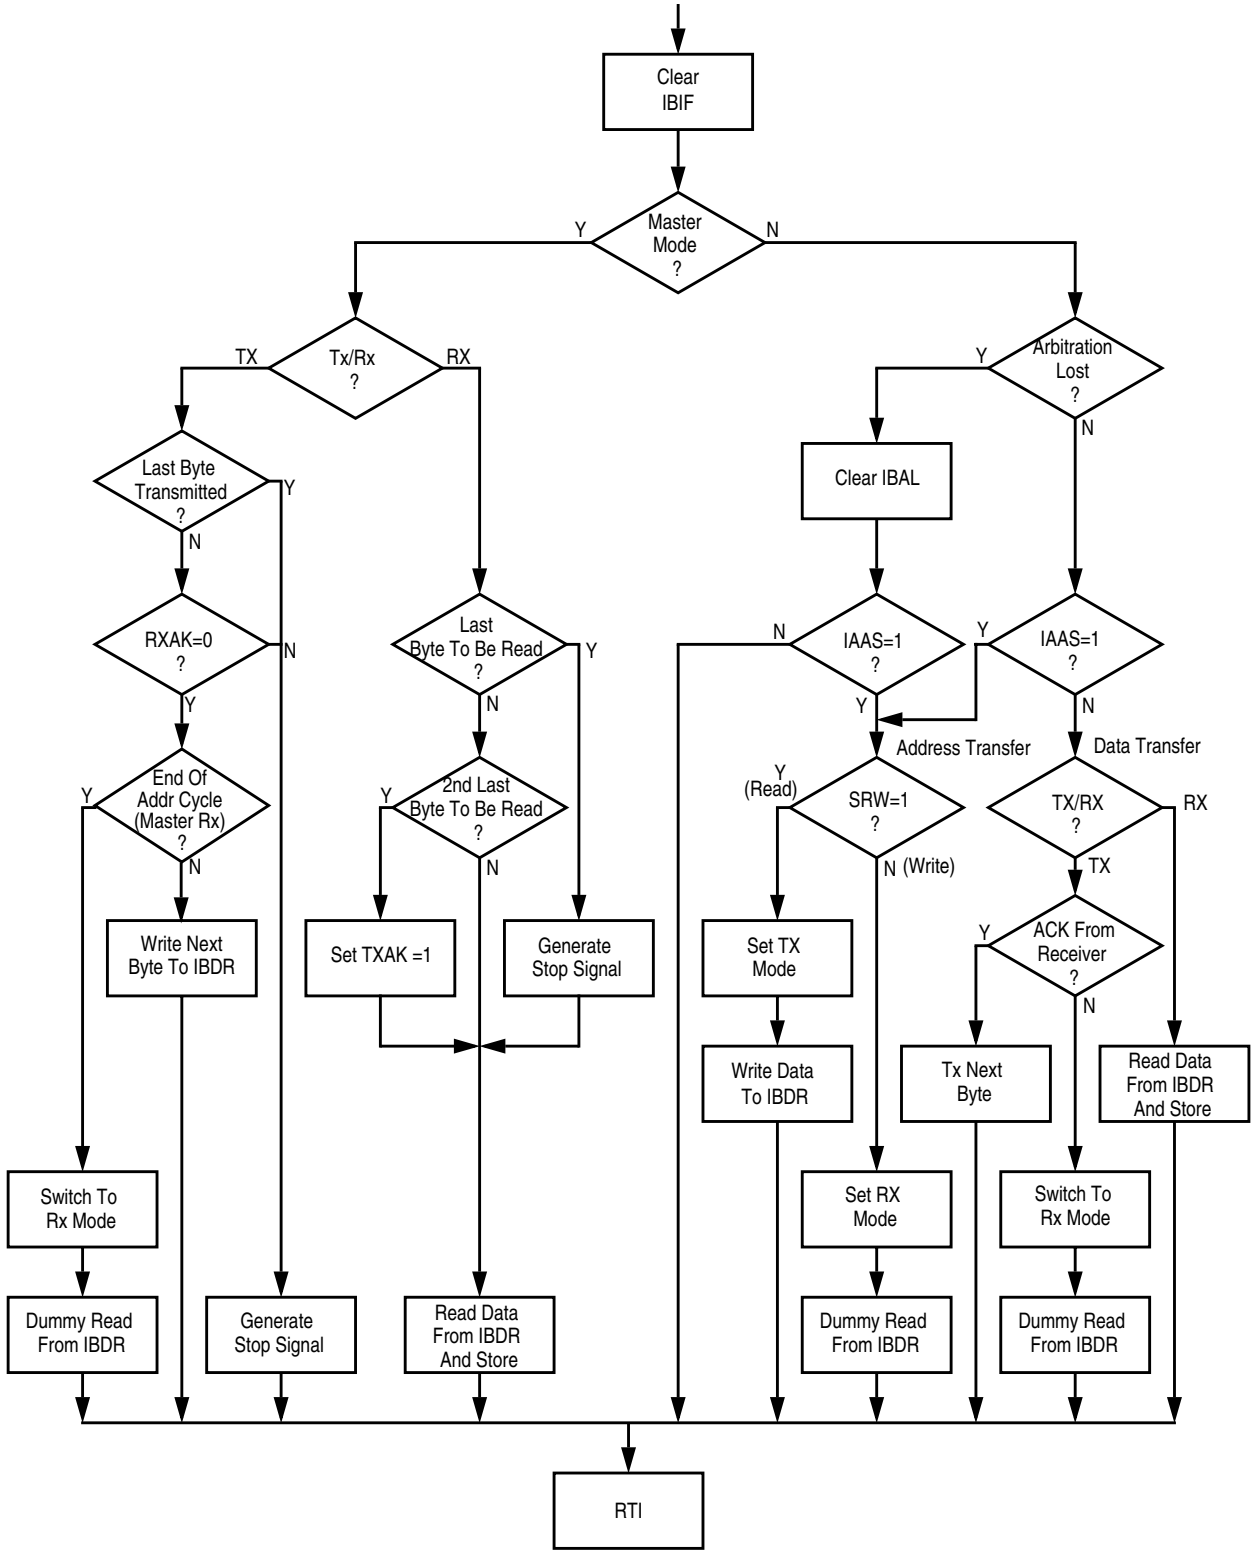 Clear
IBIF
Master
Mode
?
Y
N
Tx/Rx
?
TX
RX
Arbitration
Lost
?
Y
N
Last Byte
Transmitted
?
Y
N
Clear IBAL
RXAK=0
?
N
Y
Last
Byte To Be Read
?
Y
N
IAAS=1
?
N
Y
IAAS=1
?
Y
N
Address Transfer
Data Transfer
End Of
Addr Cycle
(Master Rx)
?
Y
N
2nd Last
Byte To Be Read
?
Y
N
SRW=1
?
Y
(Read)
N (Write)
TX/RX
?
RX
TX
Write Next
Byte To IBDR
Set TXAK =1
Generate
Stop Signal
Set TX
Mode
ACK From
Receiver
?
Y
N
Write Data
To IBDR
Tx Next
Byte
Read Data
From IBDR
And Store
Switch To
Rx Mode
Set RX
Mode
Switch To
Rx Mode
Dummy Read
From IBDR
Generate
Stop Signal
Read Data
From IBDR
And Store
Dummy Read
From IBDR
Dummy Read
From IBDR
RTI